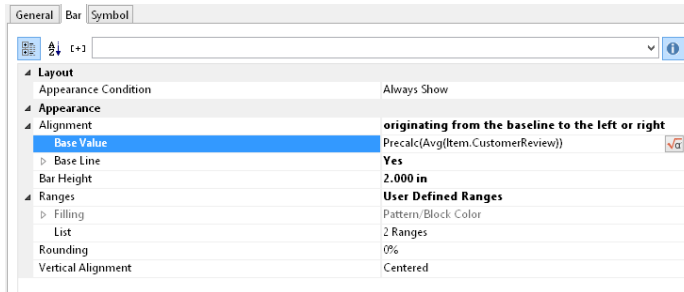 General Bar Symbol
[+]
Layout
Appearance Condition Always Show
Appearance
Alignment originating from the baseline to the left or right
Base Value Precalc(Avg(Item.CustomerReview))
Base Line Yes
Bar Height 2.000 in
Ranges User Defined Ranges
Filling Pattern/Block Color
List 2 Ranges
Rounding 0%
Vertical Alignment Centered